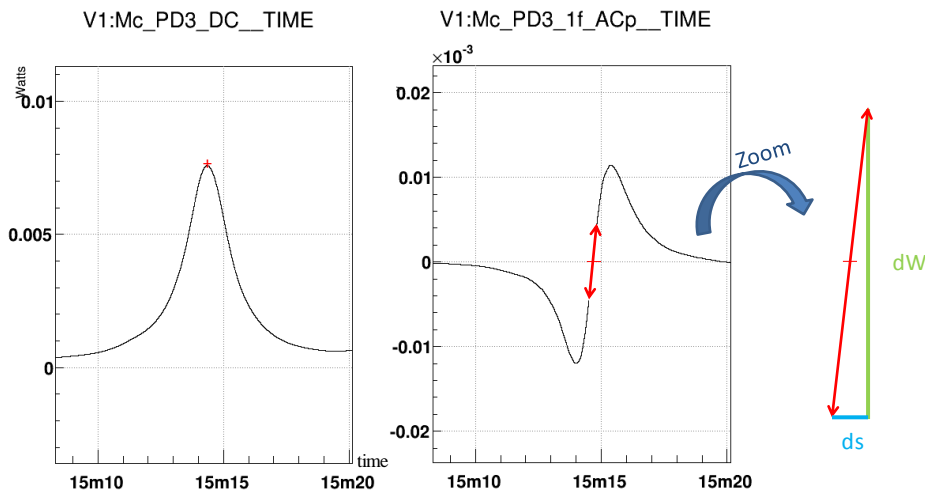 V1:Mc_PD3_DC__TIME
Watts
0.01
0.005
0
time
15m10 15m15 15m20
V1:Mc_PD3_1f_ACp__TIME
×10⁻³
0.02
0.01
0
-0.01
-0.02
15m10 15m15 15m20
Zoom
dW
ds